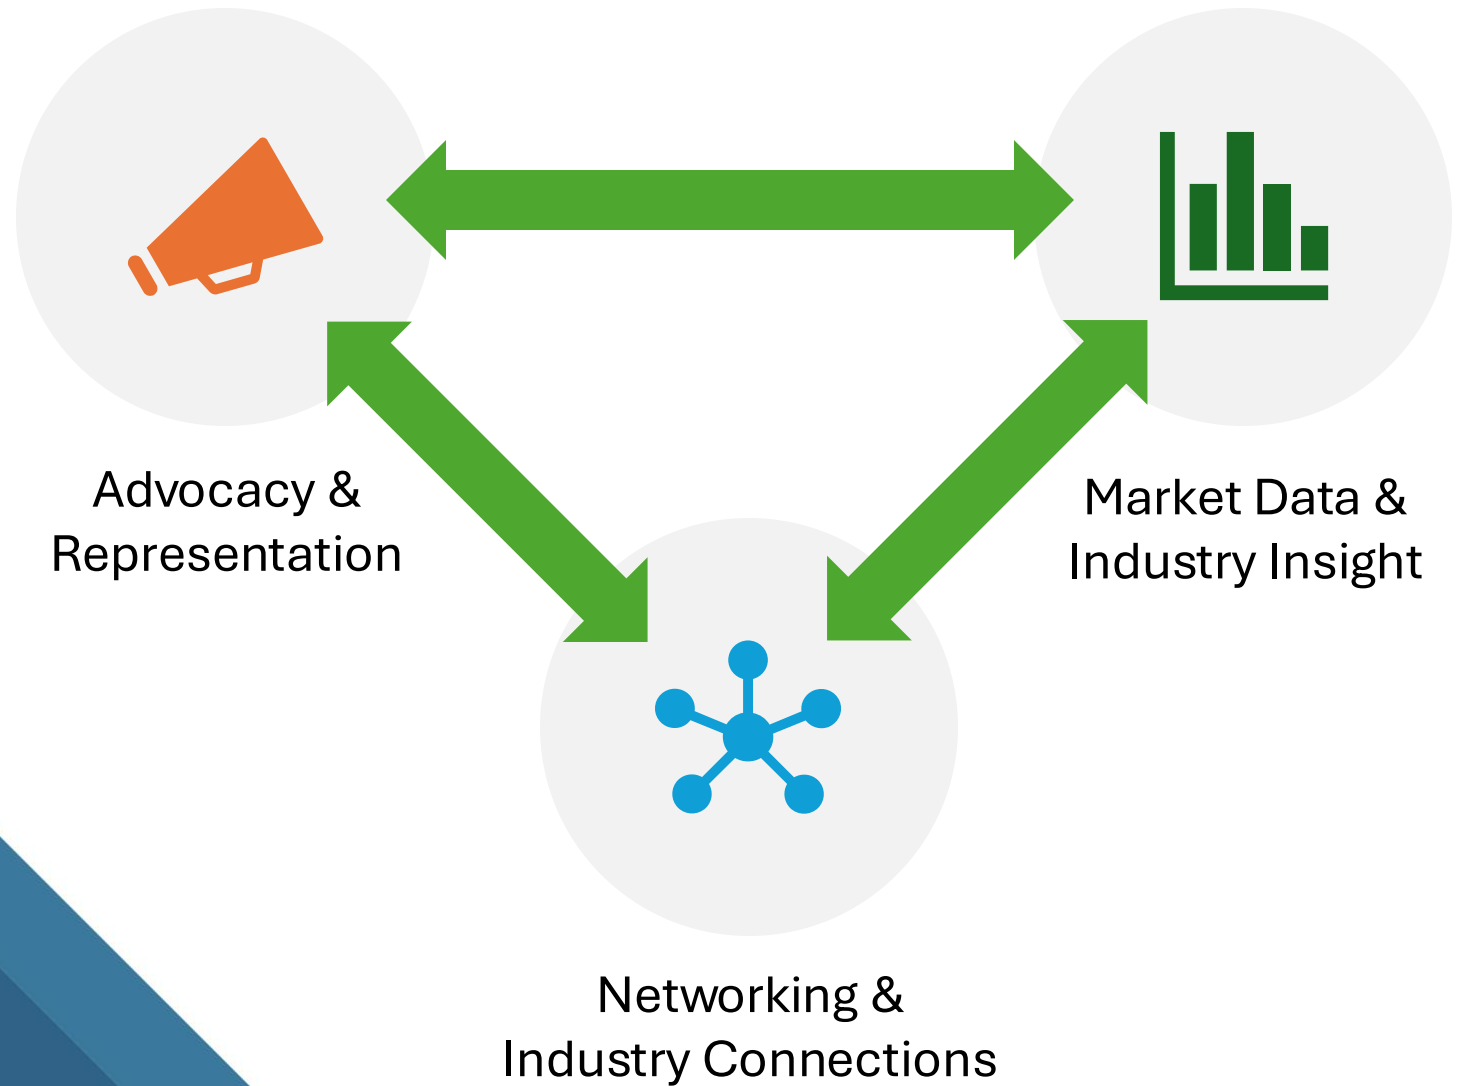 Advocacy &
Representation
Market Data &
Industry Insight
Networking &
Industry Connections